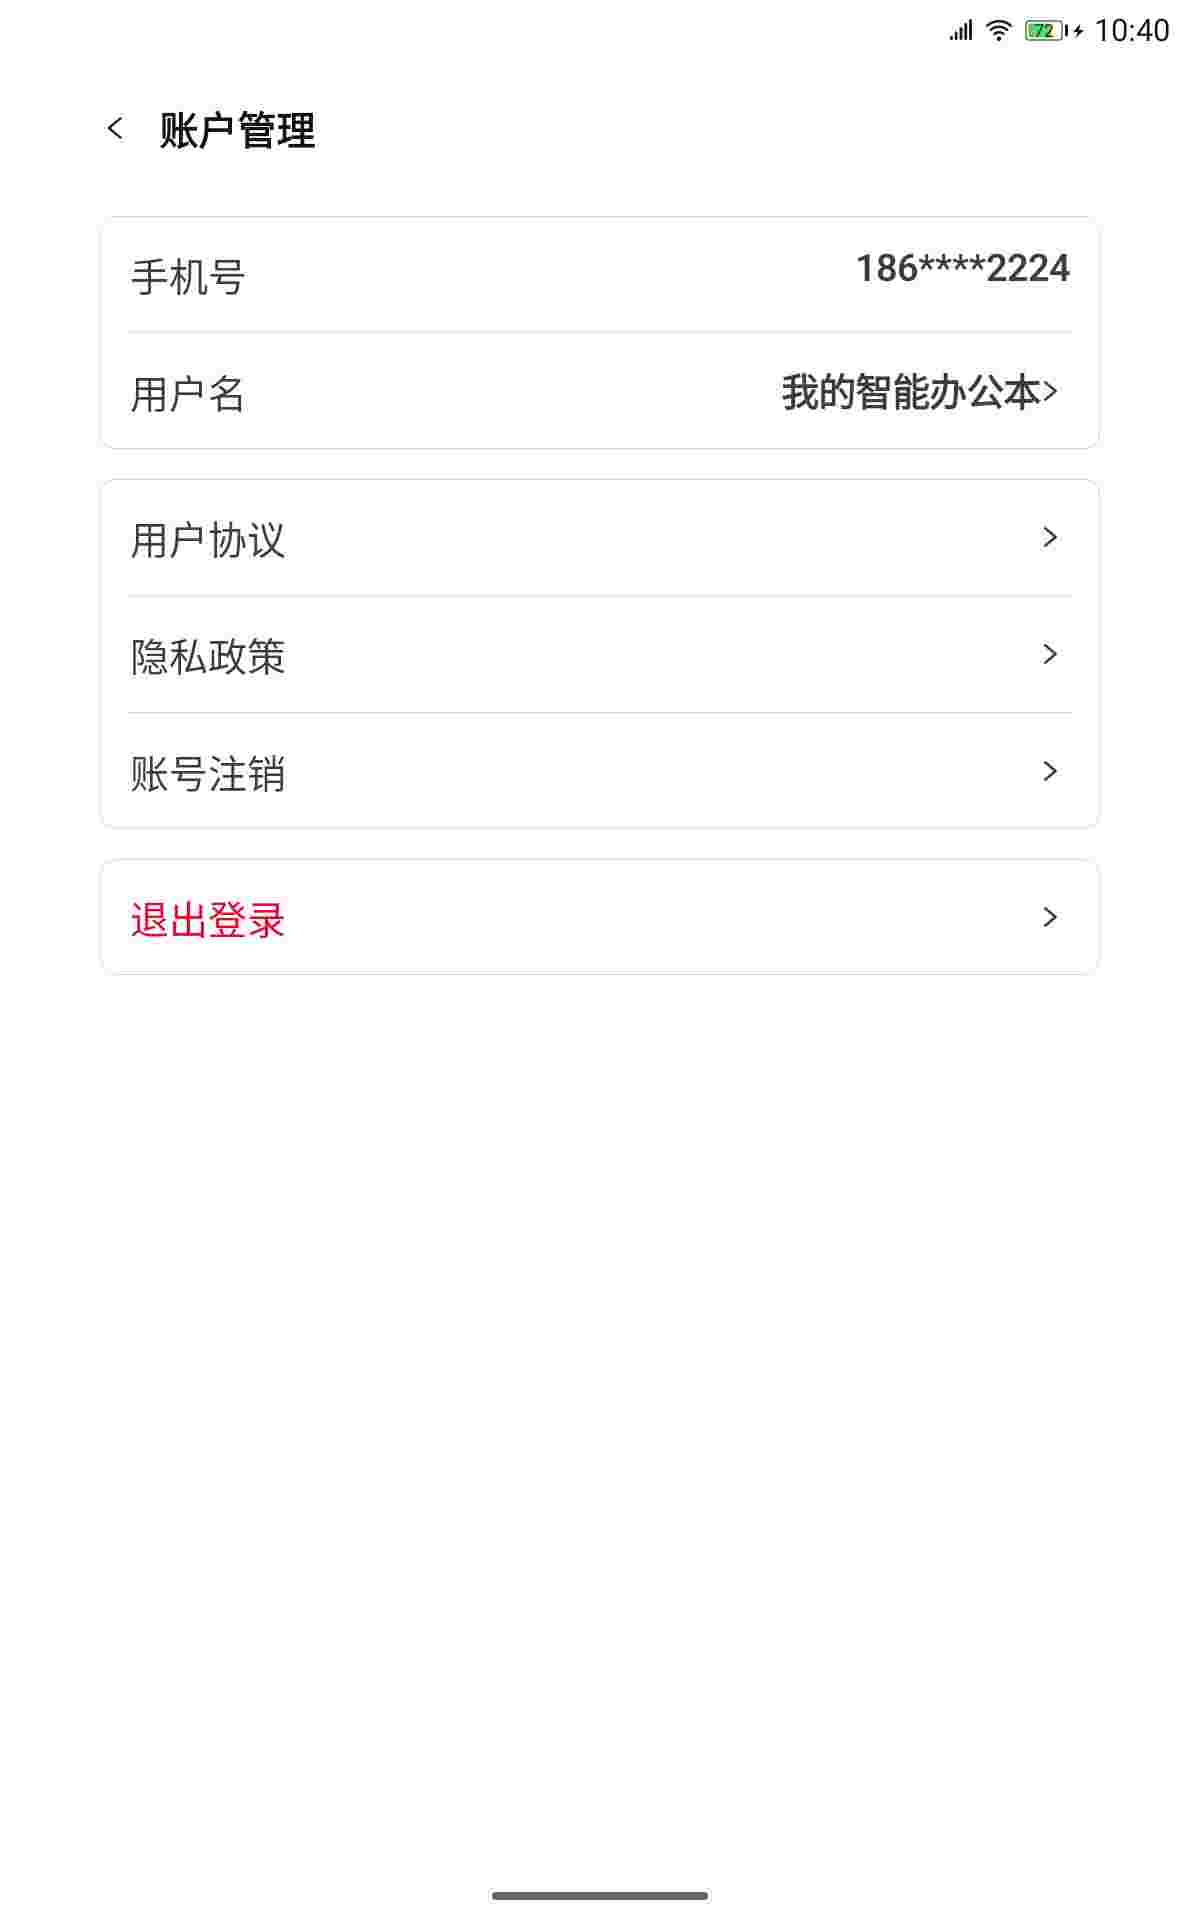 72 10:40
账户管理
手机号 186****2224
用户名 我的智能办公本
用户协议
隐私政策
账号注销
退出登录